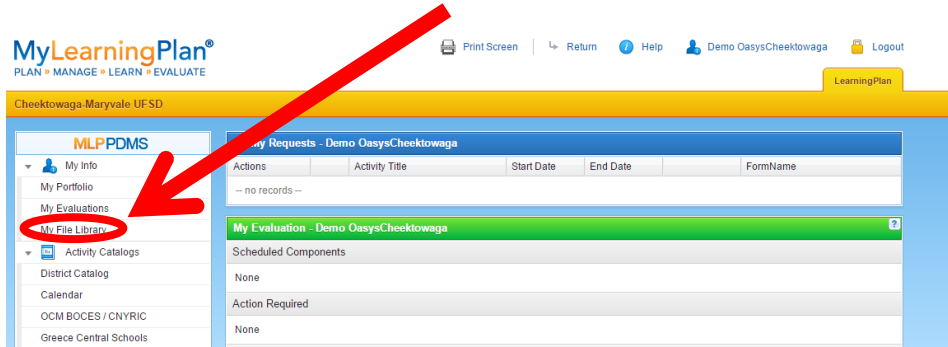 MyLearningPlan®
PLAN » MANAGE » LEARN » EVALUATE
Print Screen
Return
Help
Demo OasysCheektowaga
Logout
LearningPlan
Cheektowaga-Maryvale UFSD
MLPPDMS
My Info
My Portfolio
My Evaluations
My File Library
Activity Catalogs
District Catalog
Calendar
OCM BOCES / CNYRIC
Greece Central Schools
My Requests - Demo OasysCheektowaga
Actions Activity Title Start Date End Date FormName
-- no records --
My Evaluation - Demo OasysCheektowaga ?
Scheduled Components
None
Action Required
None